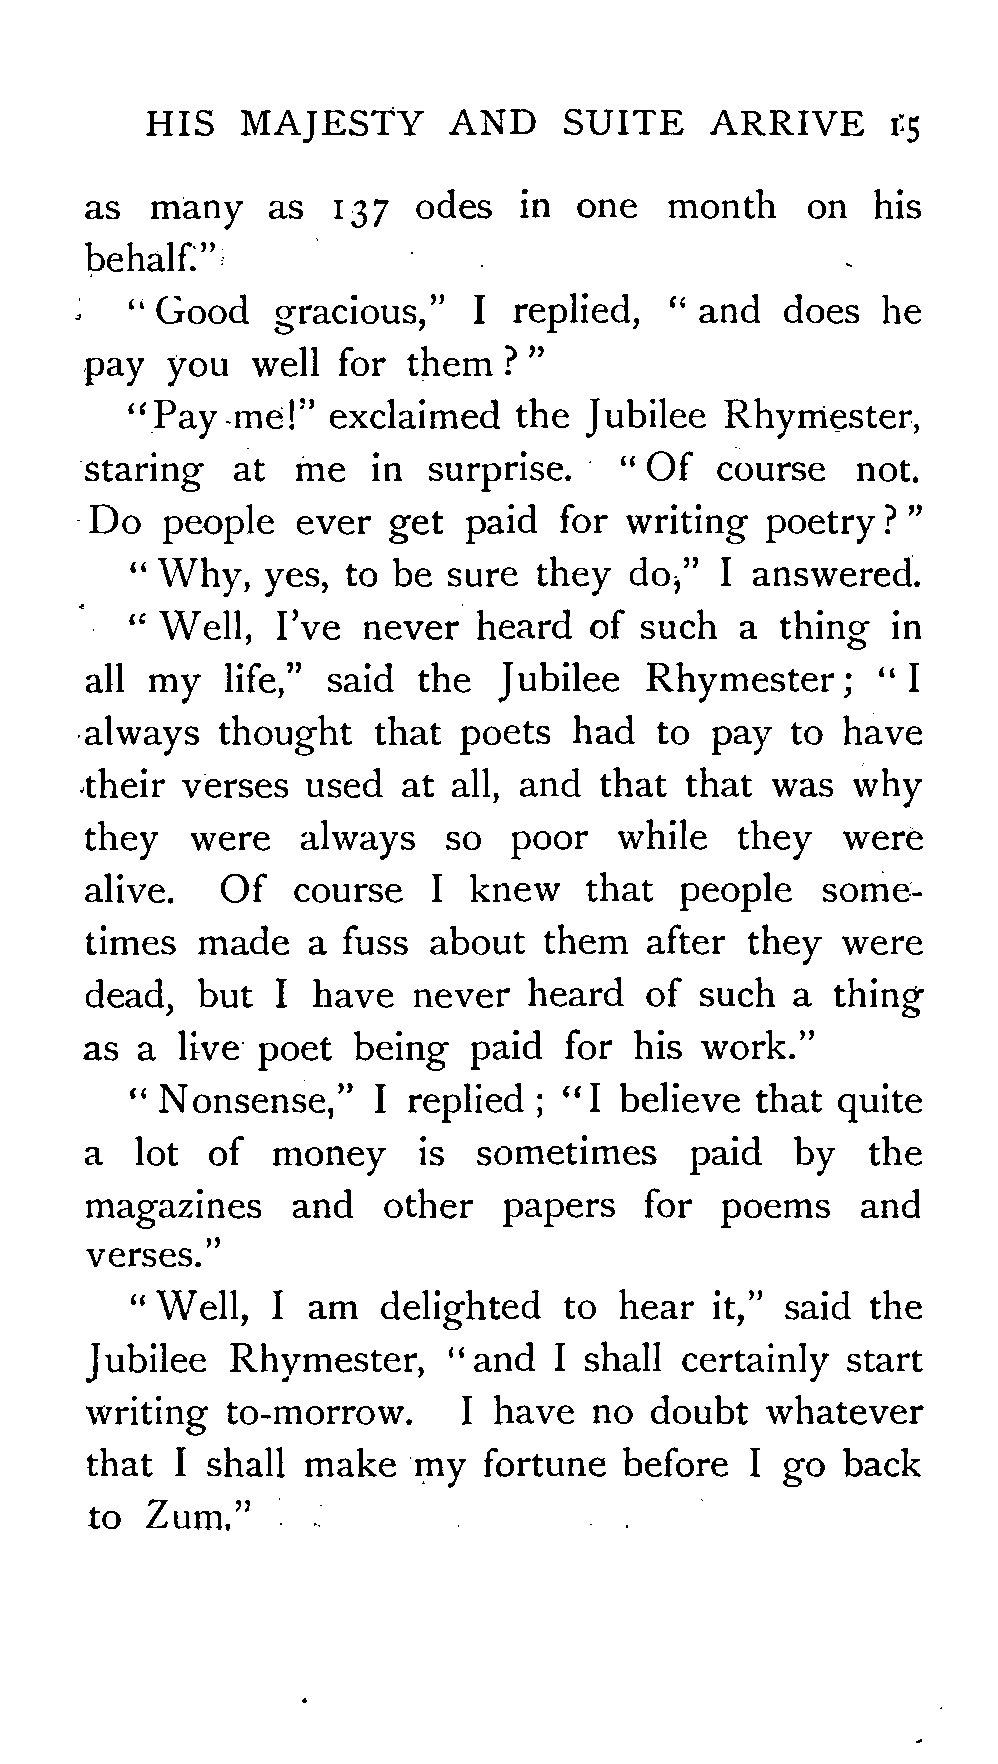 HIS MAJESTY AND SUITE ARRIVE 15
as many as 137 odes in one month on his
behalf."
"Good gracious," I replied, "and does he
pay you well for them?"
"Pay me!" exclaimed the Jubilee Rhymester,
staring at me in surprise. "Of course not.
Do people ever get paid for writing poetry?"
"Why, yes, to be sure they do," I answered.
"Well, I've never heard of such a thing in
all my life," said the Jubilee Rhymester; "I
always thought that poets had to pay to have
their verses used at all, and that that was why
they were always so poor while they were
alive. Of course I knew that people some-
times made a fuss about them after they were
dead, but I have never heard of such a thing
as a live poet being paid for his work."
"Nonsense," I replied; "I believe that quite
a lot of money is sometimes paid by the
magazines and other papers for poems and
verses."
"Well, I am delighted to hear it," said the
Jubilee Rhymester, "and I shall certainly start
writing to-morrow. I have no doubt whatever
that I shall make my fortune before I go back
to Zum."